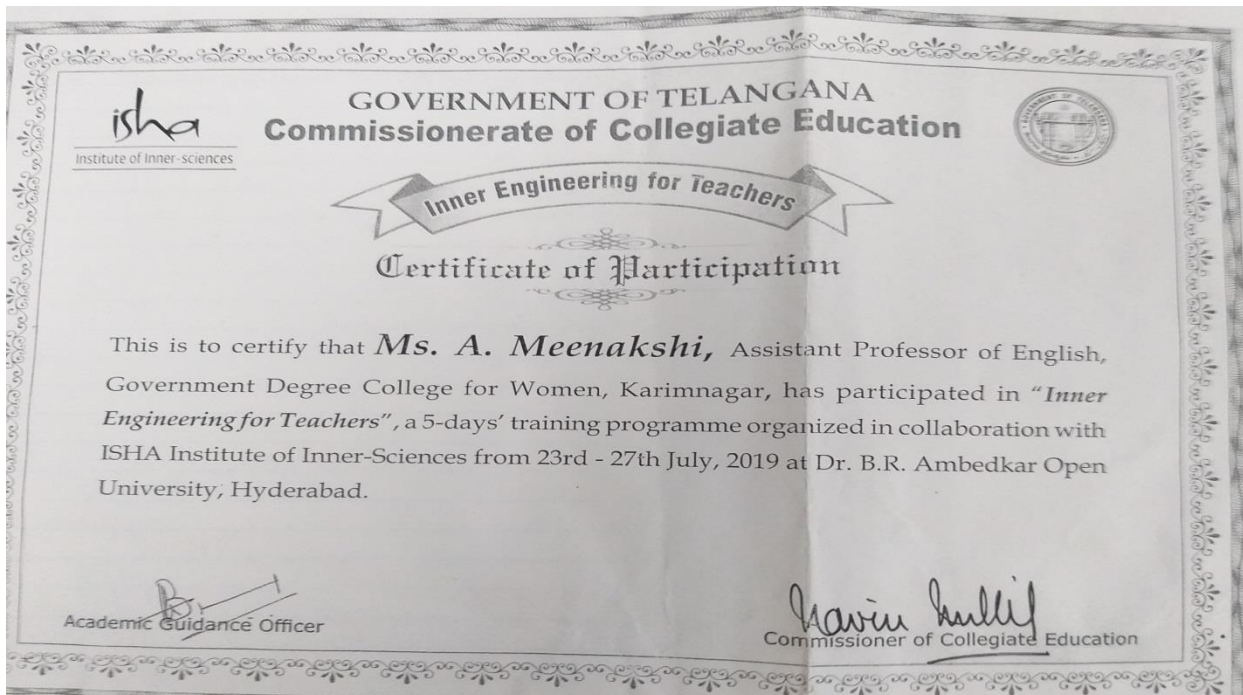 isha
Institute of Inner-sciences
GOVERNMENT OF TELANGANA
Commissionerate of Collegiate Education
Inner Engineering for Teachers
Certificate of Participation
This is to certify that Ms. A. Meenakshi, Assistant Professor of English,
Government Degree College for Women, Karimnagar, has participated in "Inner
Engineering for Teachers", a 5-days' training programme organized in collaboration with
ISHA Institute of Inner-Sciences from 23rd - 27th July, 2019 at Dr. B.R. Ambedkar Open
University, Hyderabad.
Academic Guidance Officer
Commissioner of Collegiate Education